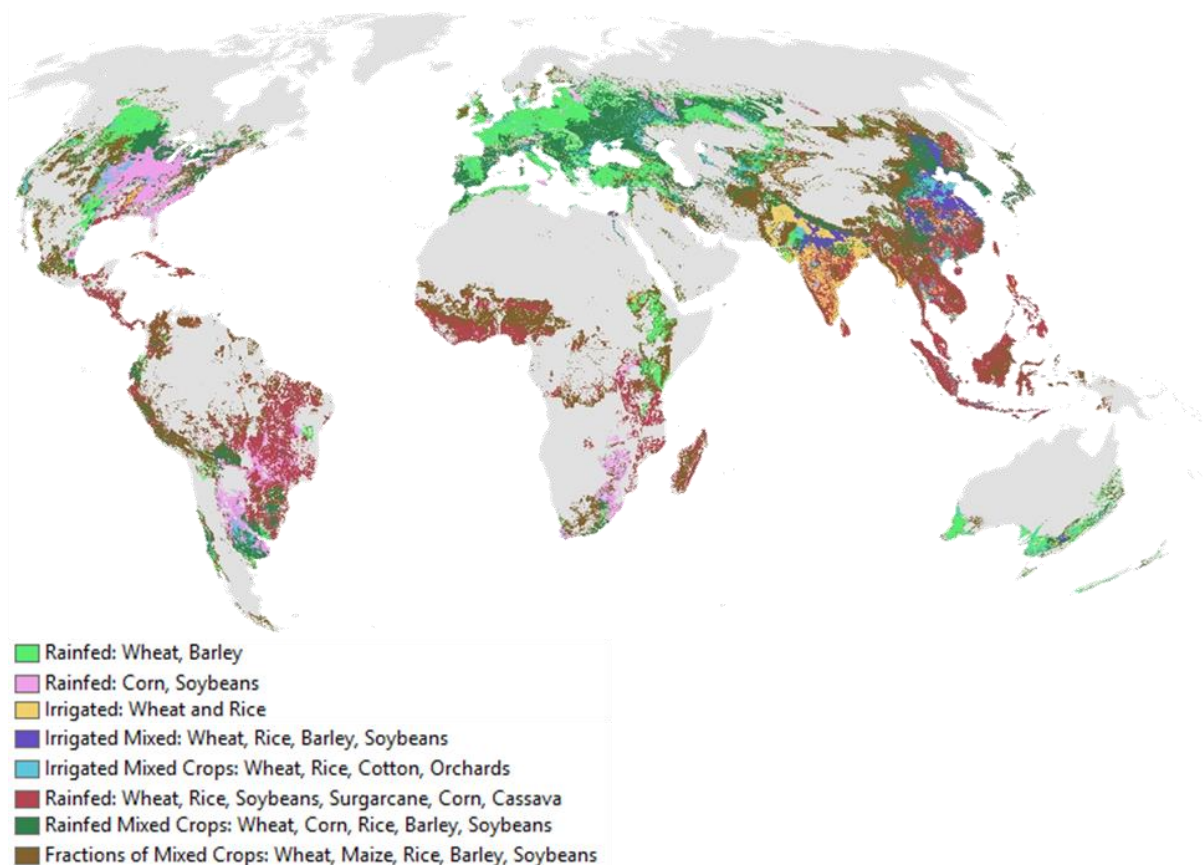 Rainfed: Wheat, Barley
Rainfed: Corn, Soybeans
Irrigated: Wheat and Rice
Irrigated Mixed: Wheat, Rice, Barley, Soybeans
Irrigated Mixed Crops: Wheat, Rice, Cotton, Orchards
Rainfed: Wheat, Rice, Soybeans, Surgarcane, Corn, Cassava
Rainfed Mixed Crops: Wheat, Corn, Rice, Barley, Soybeans
Fractions of Mixed Crops: Wheat, Maize, Rice, Barley, Soybeans